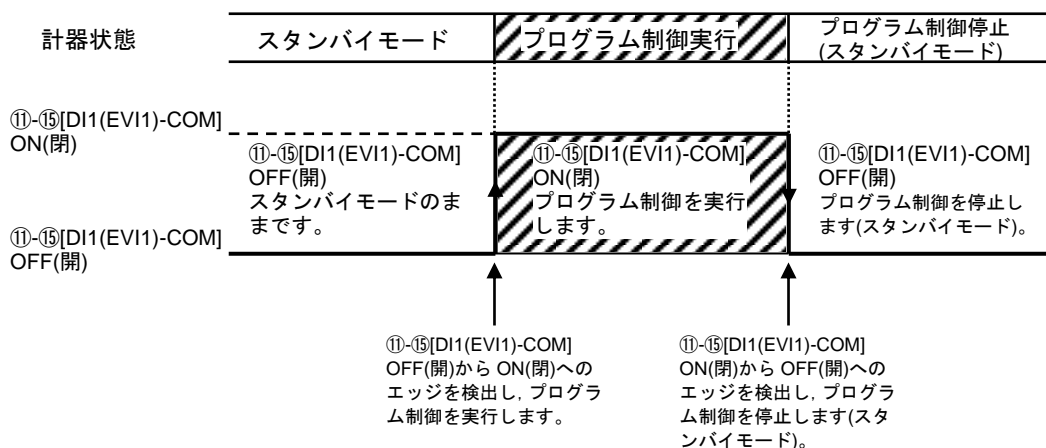 計器状態
スタンバイモード
プログラム制御実行
プログラム制御停止
(スタンバイモード)
⑪-⑮[DI1(EVI1)-COM]
ON(閉)
⑪-⑮[DI1(EVI1)-COM]
OFF(開)
スタンバイモードのま
まです。
⑪-⑮[DI1(EVI1)-COM]
ON(閉)
プログラム制御を実行
します。
⑪-⑮[DI1(EVI1)-COM]
OFF(開)
プログラム制御を停止し
ます(スタンバイモード)。
⑪-⑮[DI1(EVI1)-COM]
OFF(開)
⑪-⑮[DI1(EVI1)-COM]
OFF(開)から ON(閉)への
エッジを検出し, プログラ
ム制御を実行します。
⑪-⑮[DI1(EVI1)-COM]
ON(閉)から OFF(開)への
エッジを検出し, プログラ
ム制御を停止します(スタ
ンバイモード)。